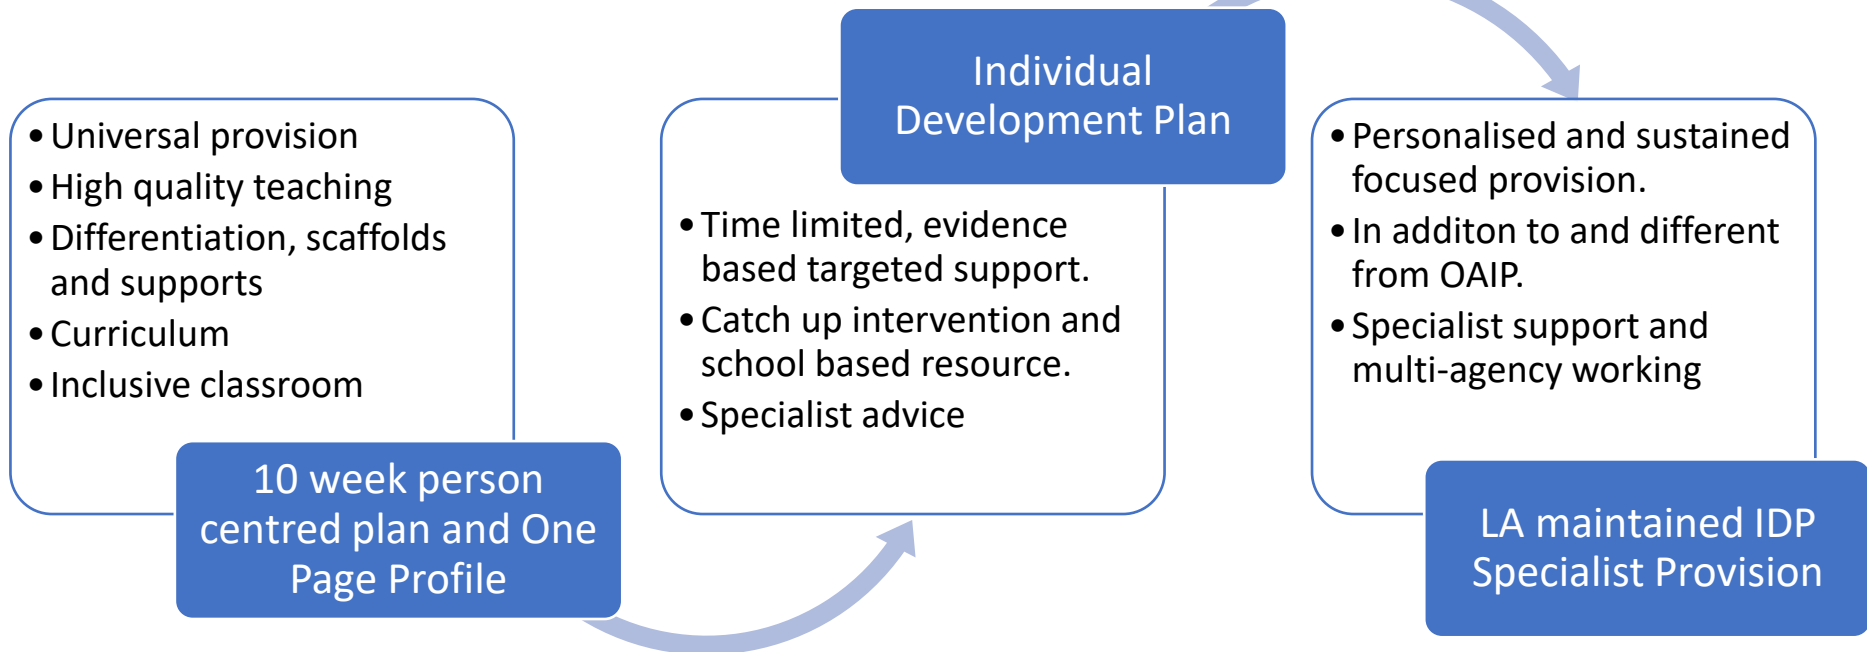 • Universal provision
• High quality teaching
• Differentiation, scaffolds
and supports
• Curriculum
• Inclusive classroom
10 week person
centred plan and One
Page Profile
Individual
Development Plan
• Time limited, evidence
based targeted support.
• Catch up intervention and
school based resource.
• Specialist advice
• Personalised and sustained
focused provision.
• In additon to and different
from OAIP.
• Specialist support and
multi-agency working
LA maintained IDP
Specialist Provision